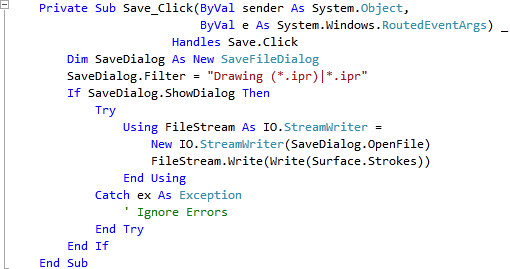 Private Sub Save_Click(ByVal sender As System.Object,
ByVal e As System.Windows.RoutedEventArgs) _
Handles Save.Click
Dim SaveDialog As New SaveFileDialog
SaveDialog.Filter = "Drawing (*.ipr)|*.ipr"
If SaveDialog.ShowDialog Then
Try
Using FileStream As IO.StreamWriter =
New IO.StreamWriter(SaveDialog.OpenFile)
FileStream.Write(Write(Surface.Strokes))
End Using
Catch ex As Exception
' Ignore Errors
End Try
End If
End Sub